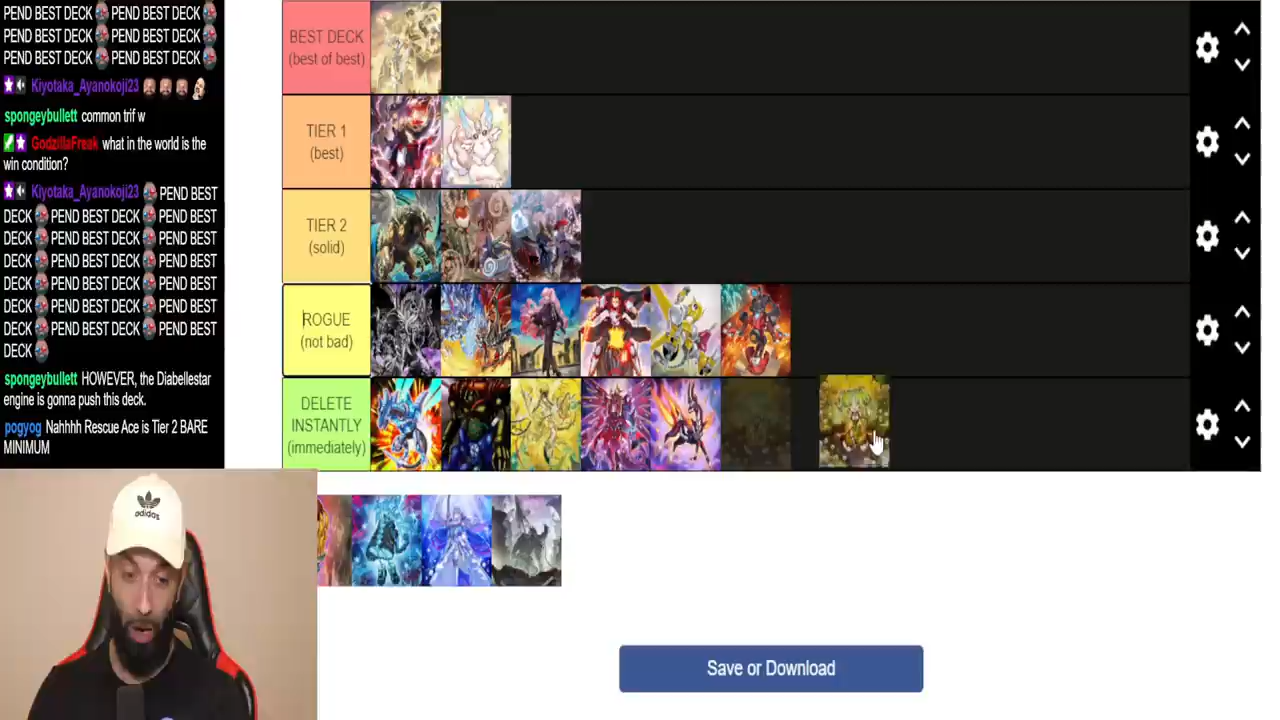 PEND BEST DECK PEND BEST DECK
PEND BEST DECK PEND BEST DECK
PEND BEST DECK PEND BEST DECK
Kiyotaka_Ayanokoji23
spongeybullett common trif w
GodzillaFreak what in the world is the
win condition?
Kiyotaka_Ayanokoji23 PEND BEST
DECK PEND BEST DECK PEND BEST
DECK PEND BEST DECK PEND BEST
DECK PEND BEST DECK PEND BEST
DECK PEND BEST DECK PEND BEST
DECK PEND BEST DECK PEND BEST
DECK PEND BEST DECK PEND BEST
DECK
spongeybullett HOWEVER, the Diabellestar
engine is gonna push this deck.
pogyog Nahhhh Rescue Ace is Tier 2 BARE
MINIMUM
BEST DECK
(best of best)
TIER 1
(best)
TIER 2
(solid)
ROGUE
(not bad)
DELETE
INSTANTLY
(immediately)
adidas
Save or Download